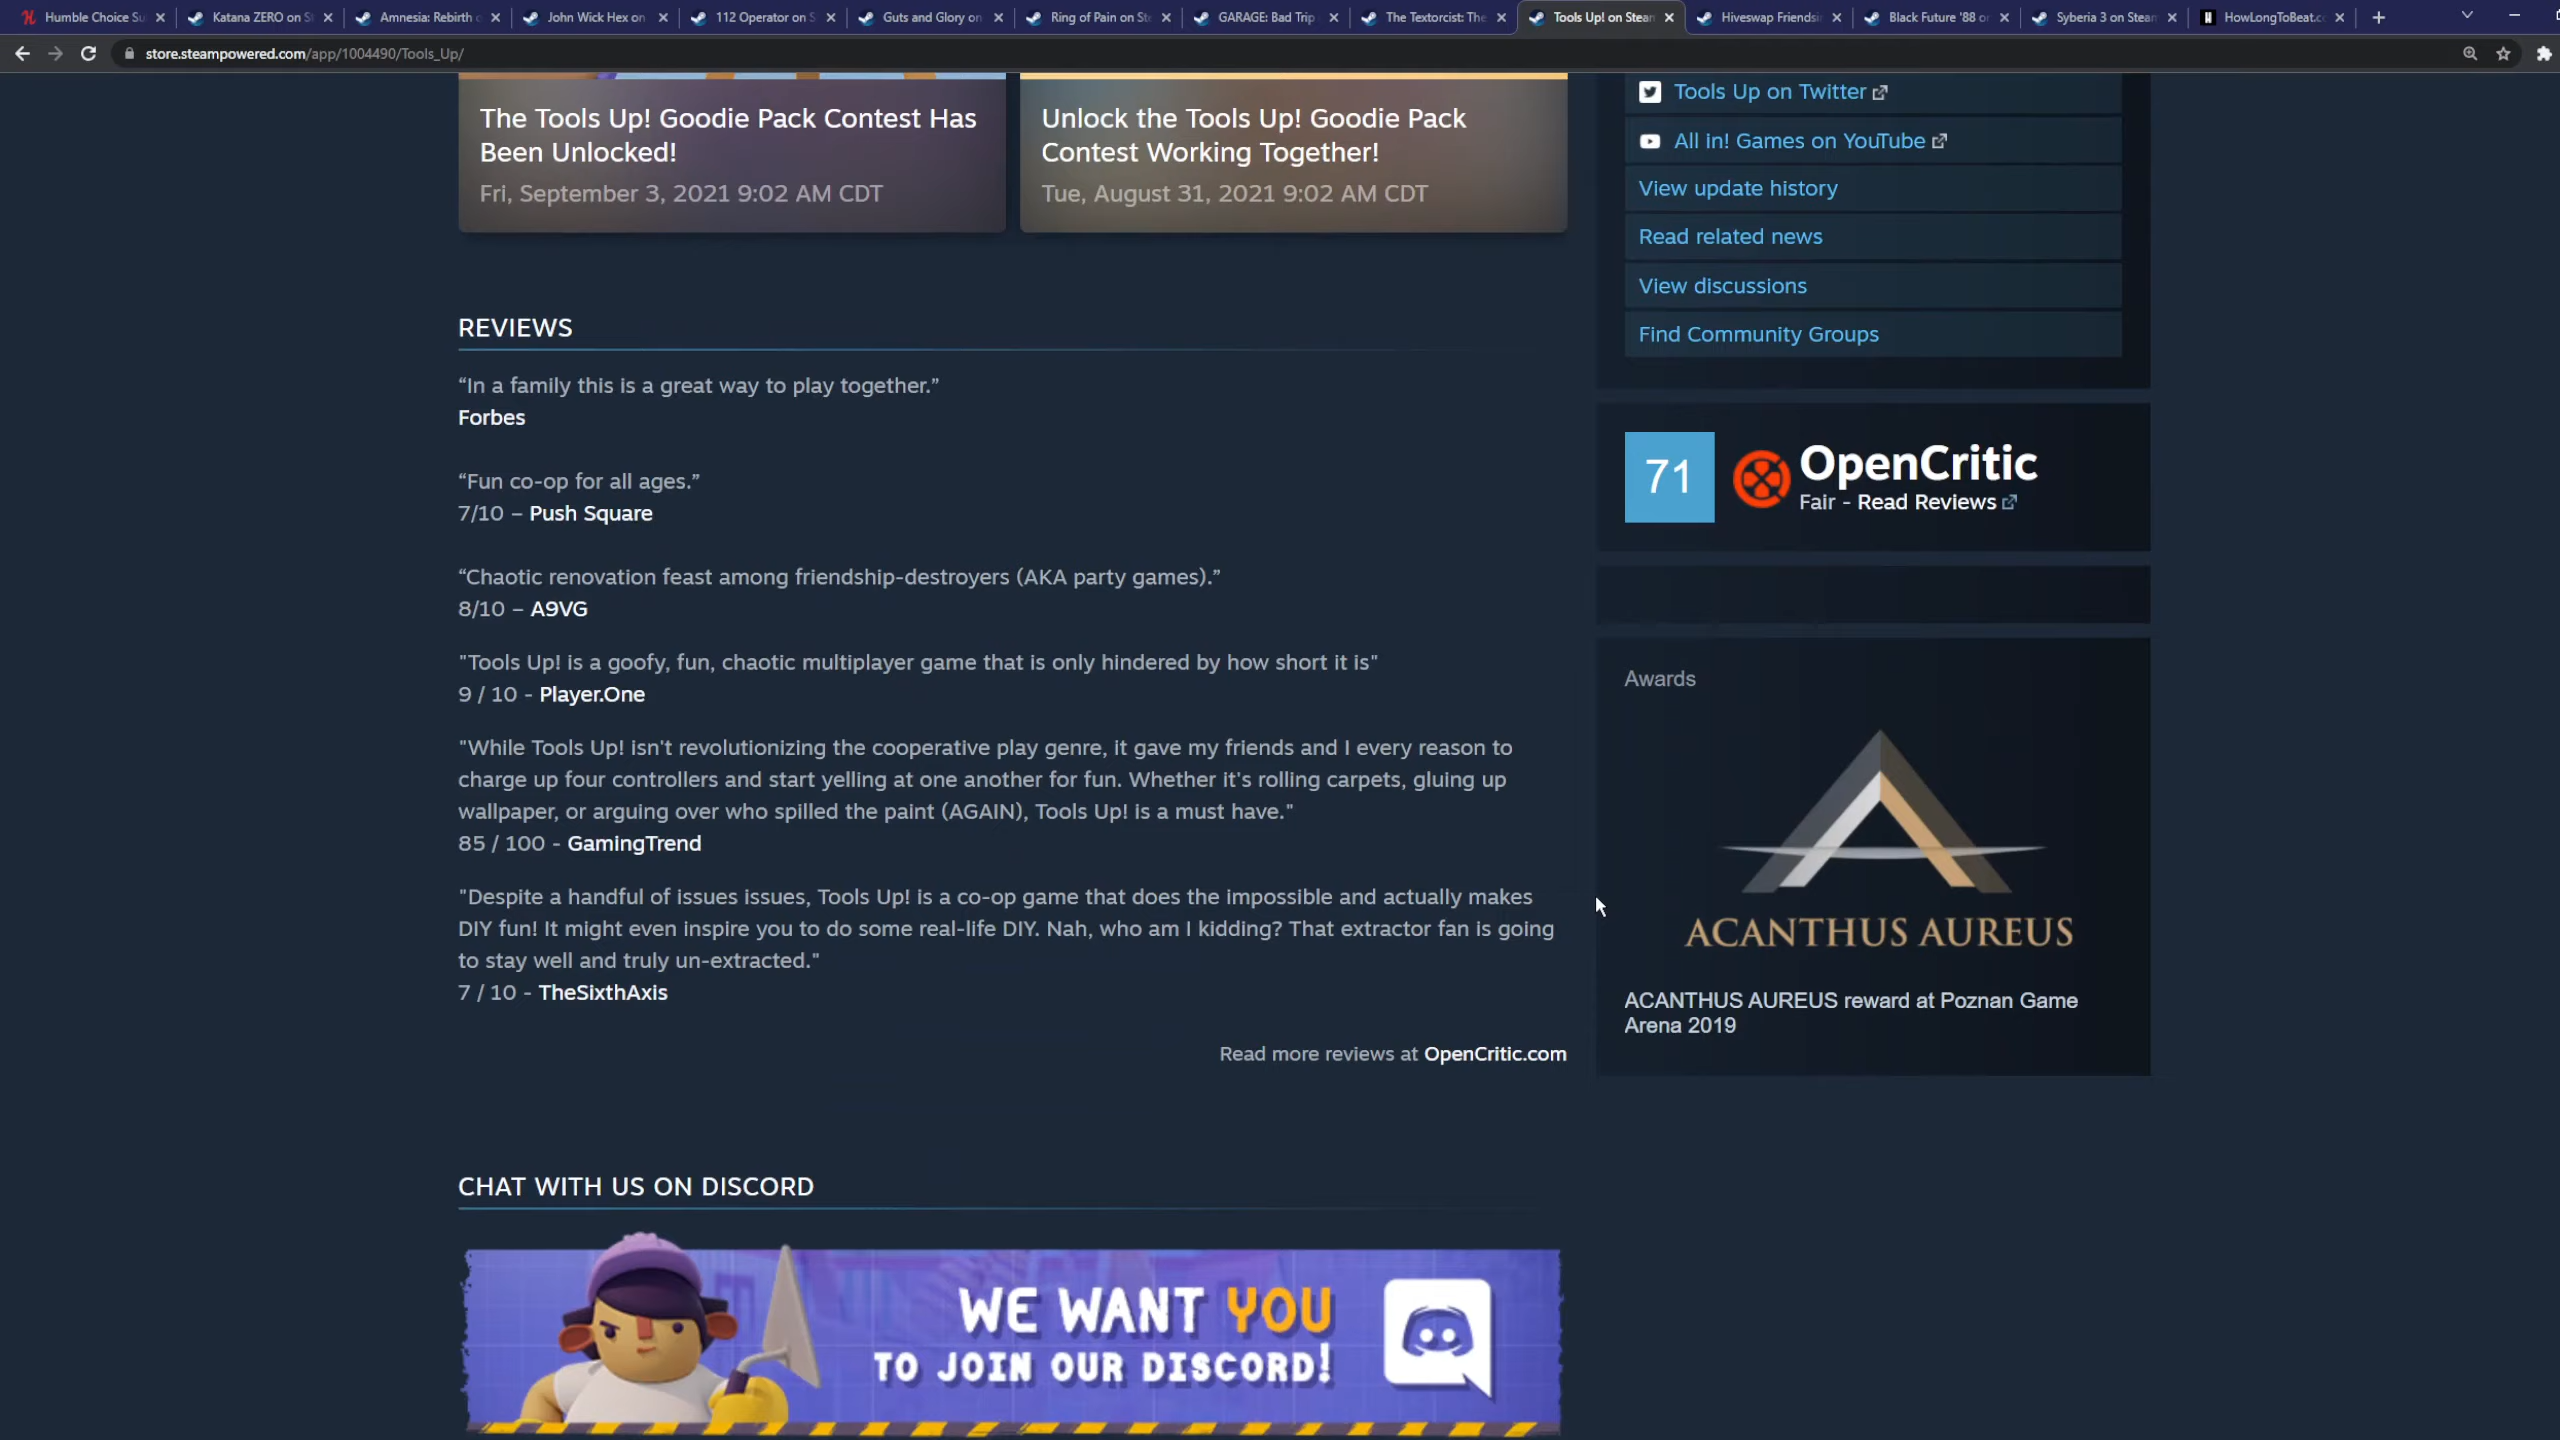 Humble Choice Su
Katana ZERO on S
Amnesia: Rebirth o
John Wick Hex on
112 Operator on S
Guts and Glory on
Ring of Pain on Ste
GARAGE: Bad Trip
The Textorcist: The
Tools Up! on Steam
Hiveswap Friendsi
Black Future '88 o
Syberia 3 on Steam
HowLongToBeat.c
store.steampowered.com/app/1004490/Tools_Up/
The Tools Up! Goodie Pack Contest Has
Been Unlocked!
Fri, September 3, 2021 9:02 AM CDT
Unlock the Tools Up! Goodie Pack
Contest Working Together!
Tue, August 31, 2021 9:02 AM CDT
Tools Up on Twitter
All in! Games on YouTube
View update history
Read related news
View discussions
Find Community Groups
REVIEWS
“In a family this is a great way to play together.”
Forbes
“Fun co-op for all ages.”
7/10 – Push Square
“Chaotic renovation feast among friendship-destroyers (AKA party games).”
8/10 – A9VG
"Tools Up! is a goofy, fun, chaotic multiplayer game that is only hindered by how short it is"
9 / 10 - Player.One
"While Tools Up! isn't revolutionizing the cooperative play genre, it gave my friends and I every reason to
charge up four controllers and start yelling at one another for fun. Whether it's rolling carpets, gluing up
wallpaper, or arguing over who spilled the paint (AGAIN), Tools Up! is a must have."
85 / 100 - GamingTrend
"Despite a handful of issues issues, Tools Up! is a co-op game that does the impossible and actually makes
DIY fun! It might even inspire you to do some real-life DIY. Nah, who am I kidding? That extractor fan is going
to stay well and truly un-extracted."
7 / 10 - TheSixthAxis
Read more reviews at OpenCritic.com
71
OpenCritic
Fair - Read Reviews
Awards
ACANTHUS AUREUS
ACANTHUS AUREUS reward at Poznan Game
Arena 2019
CHAT WITH US ON DISCORD
WE WANT YOU
TO JOIN OUR DISCORD!